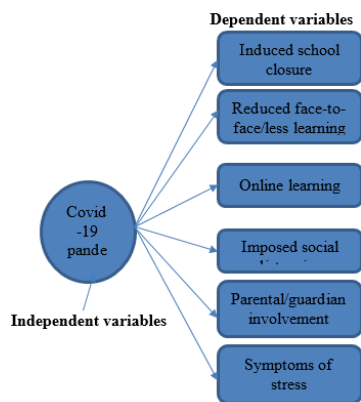 Dependent variables
Induced school
closure
Reduced face-to-
face/less learning
Online learning
Covid
-19
pande
Imposed social
Independent variables
Parental/guardian
involvement
Symptoms of
stress